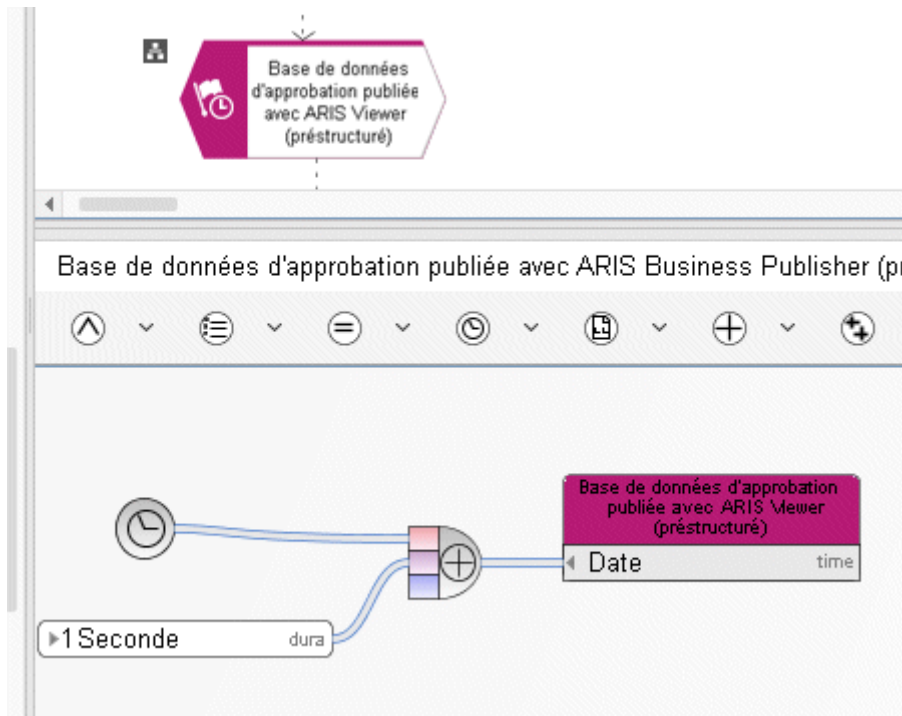 Base de données
d'approbation publiée
avec ARIS Viewer
(préstructuré)
Base de données d'approbation publiée avec ARIS Business Publisher (pr
Base de données d'approbation
publiée avec ARIS Viewer
(préstructuré)
Date time
1 Seconde dura